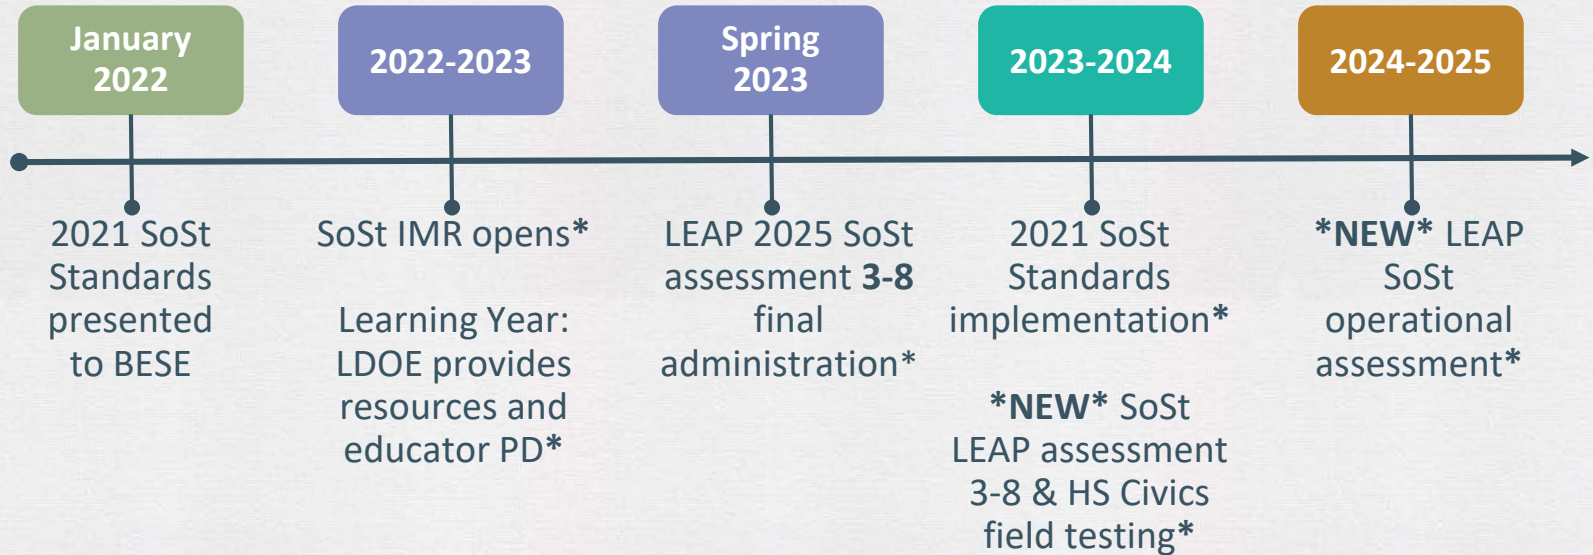 January
2022
2022-2023
Spring
2023
2023-2024
2024-2025
2021 SoSt
Standards
presented
to BESE
SoSt IMR opens*
Learning Year:
LDOE provides
resources and
educator PD*
LEAP 2025 SoSt
assessment 3-8
final
administration*
2021 SoSt
Standards
implementation*
*NEW* SoSt
LEAP assessment
3-8 & HS Civics
field testing*
*NEW* LEAP
SoSt
operational
assessment*